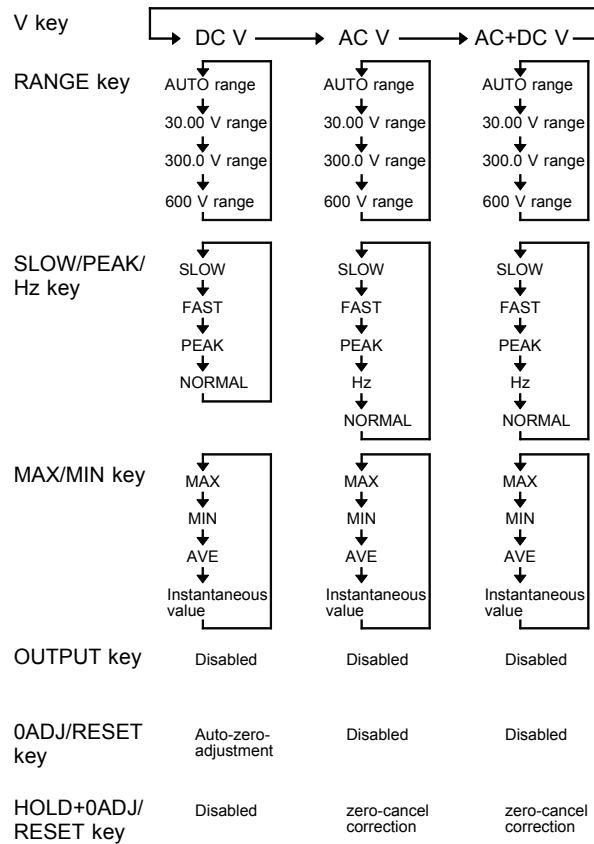 V key
DC V AC V AC+DC V
RANGE key
AUTO range AUTO range AUTO range
30.00 V range 30.00 V range 30.00 V range
300.0 V range 300.0 V range 300.0 V range
600 V range 600 V range 600 V range
SLOW/PEAK/
Hz key
SLOW SLOW SLOW
FAST FAST FAST
PEAK PEAK PEAK
NORMAL Hz Hz
NORMAL NORMAL
MAX/MIN key
MAX MAX MAX
MIN MIN MIN
AVE AVE AVE
Instantaneous Instantaneous Instantaneous
value value value
OUTPUT key Disabled Disabled Disabled
0ADJ/RESET
key
Auto-zero-
adjustment
Disabled Disabled
HOLD+0ADJ/
RESET key
Disabled
zero-cancel
correction
zero-cancel
correction